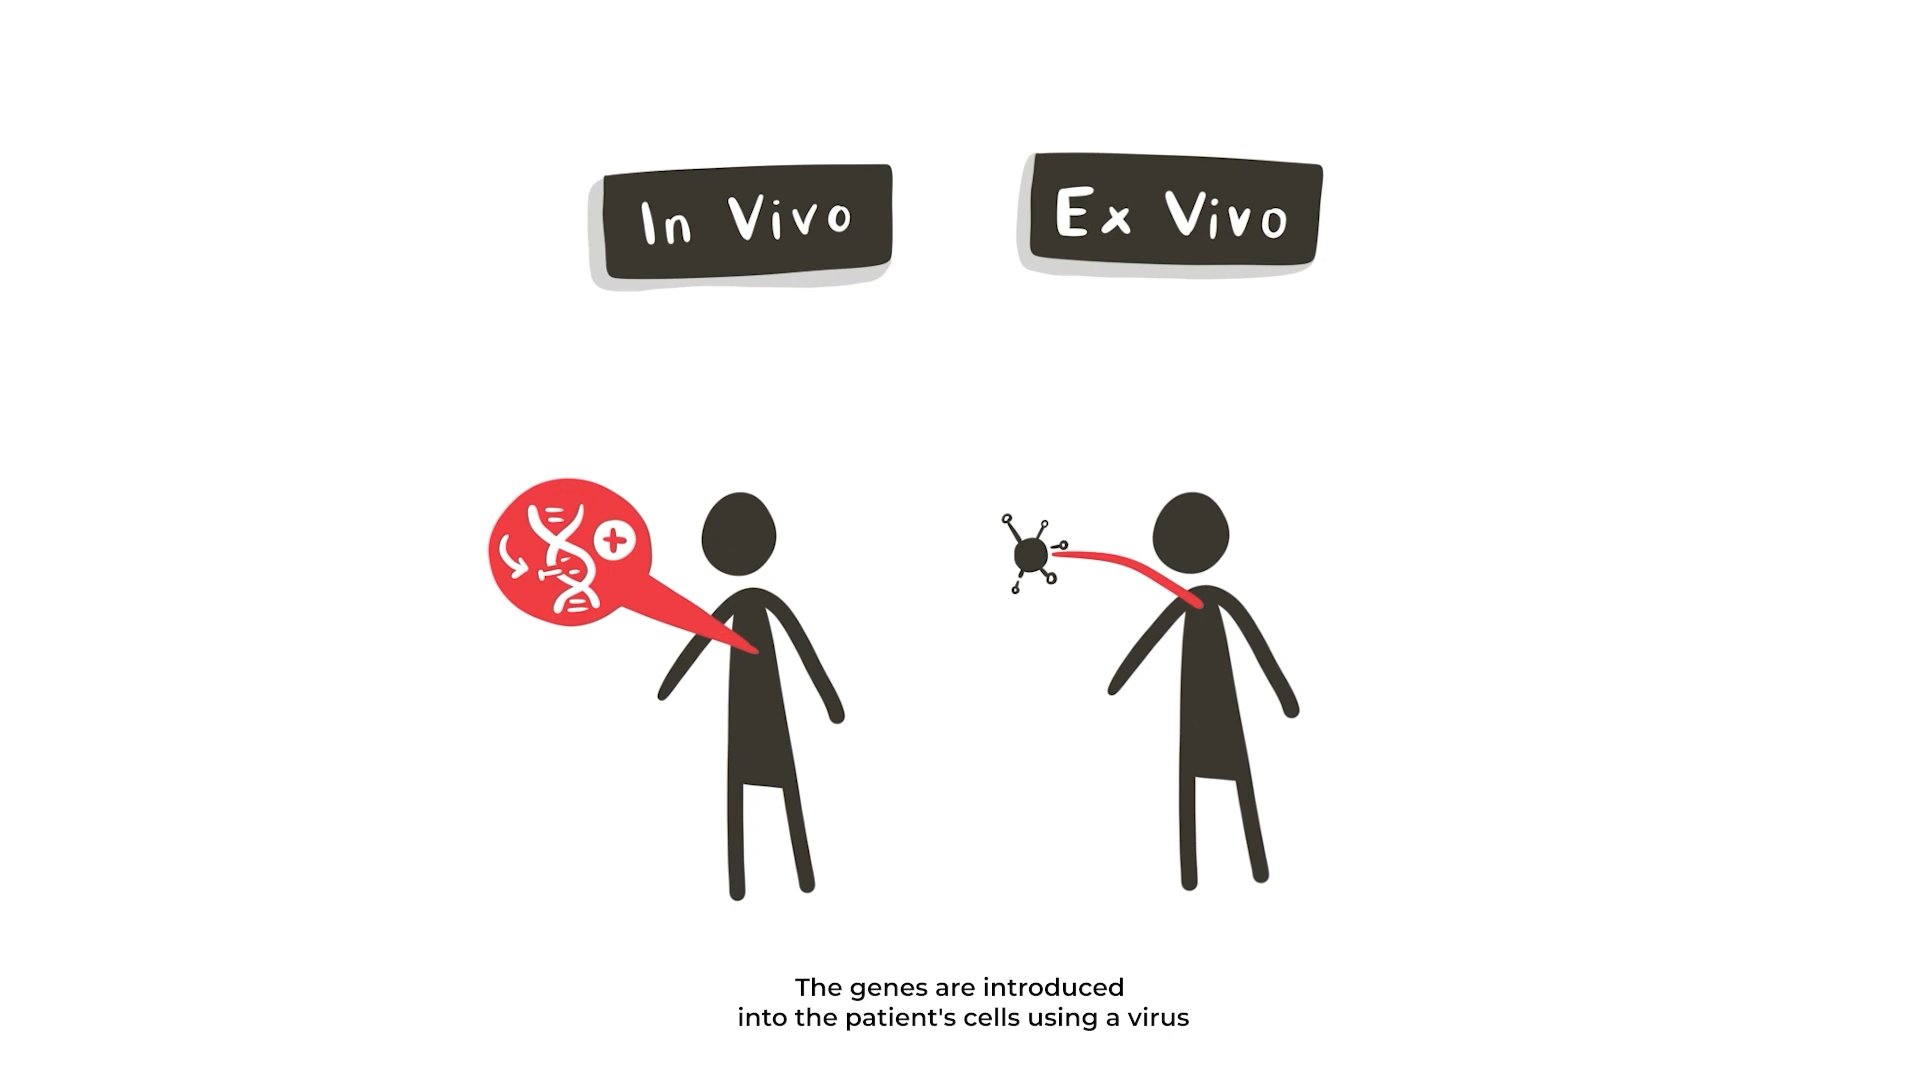 In Vivo
Ex Vivo
The genes are introduced
into the patient's cells using a virus